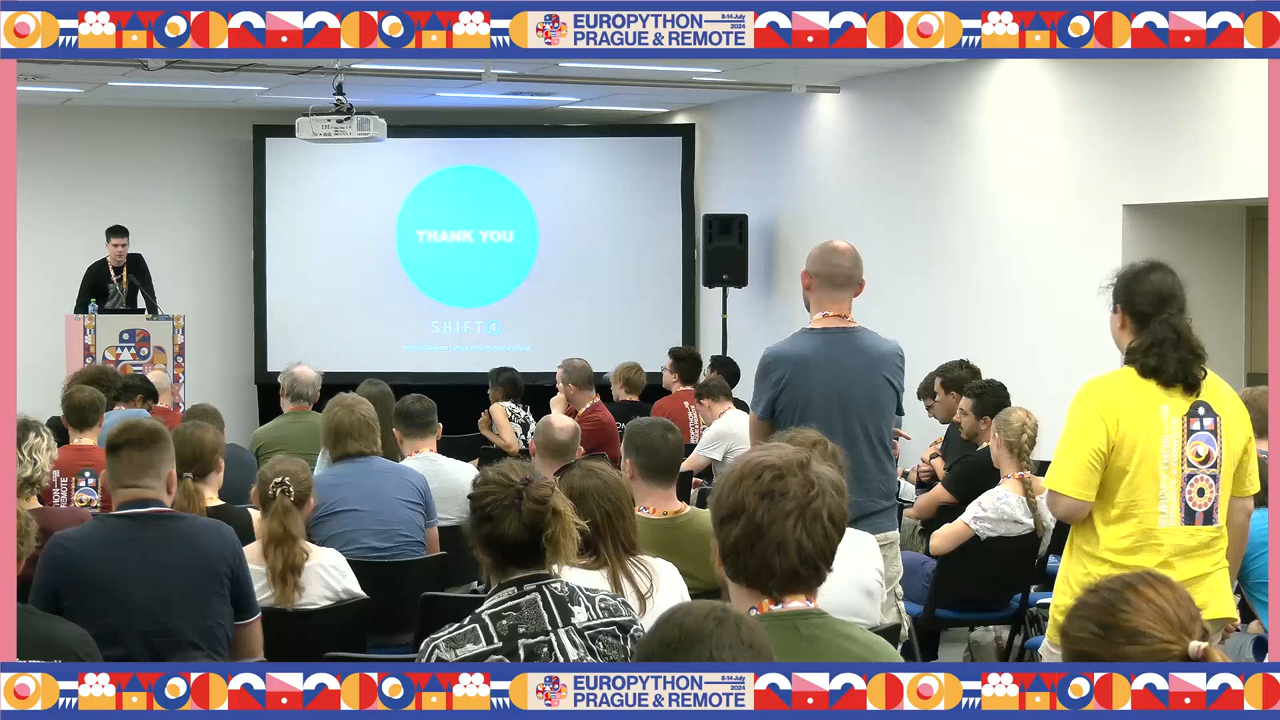 EUROPYTHON
8-14 July
2024
PRAGUE & REMOTE
THANK YOU
SHIFT4
EUROPYTHON
8-14 July
2024
PRAGUE & REMOTE